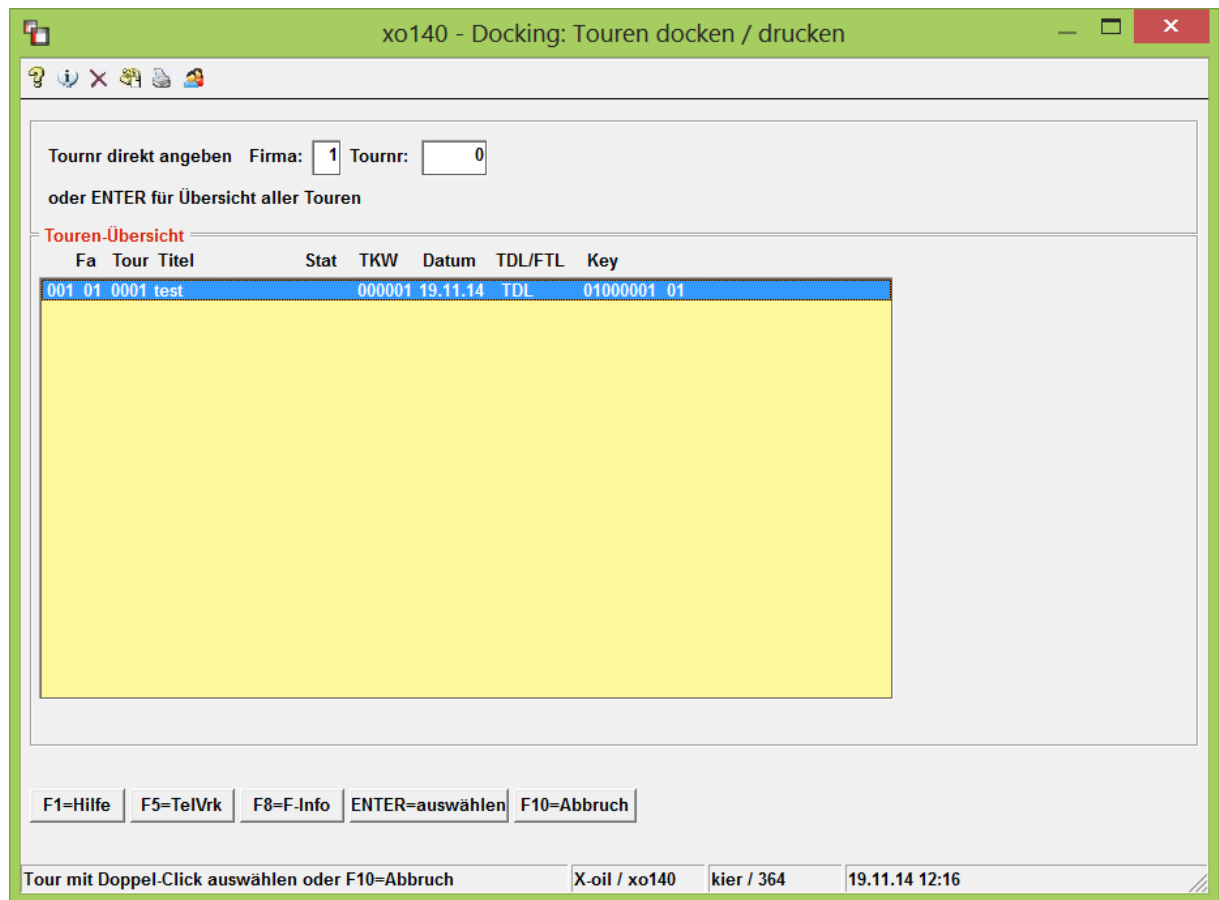 xo140 - Docking: Touren docken / drucken
Tournr direkt angeben Firma: 1 Tournr: 0
oder ENTER für Übersicht aller Touren
Touren-Übersicht
Fa Tour Titel Stat TKW Datum TDL/FTL Key
001 01 0001 test 000001 19.11.14 TDL 01000001 01
F1=Hilfe F5=TelVrk F8=F-Info ENTER=auswählen F10=Abbruch
Tour mit Doppel-Click auswählen oder F10=Abbruch X-oil / xo140 kier / 364 19.11.14 12:16